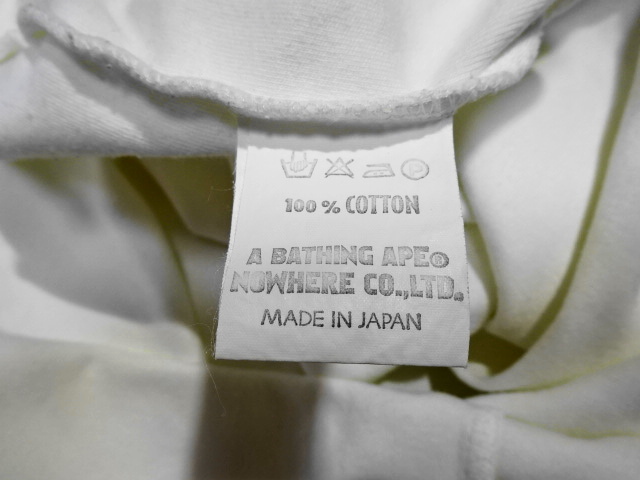 100 % COTTON
A BATHING APE®
NOWHERE CO.,LTD.
MADE IN JAPAN